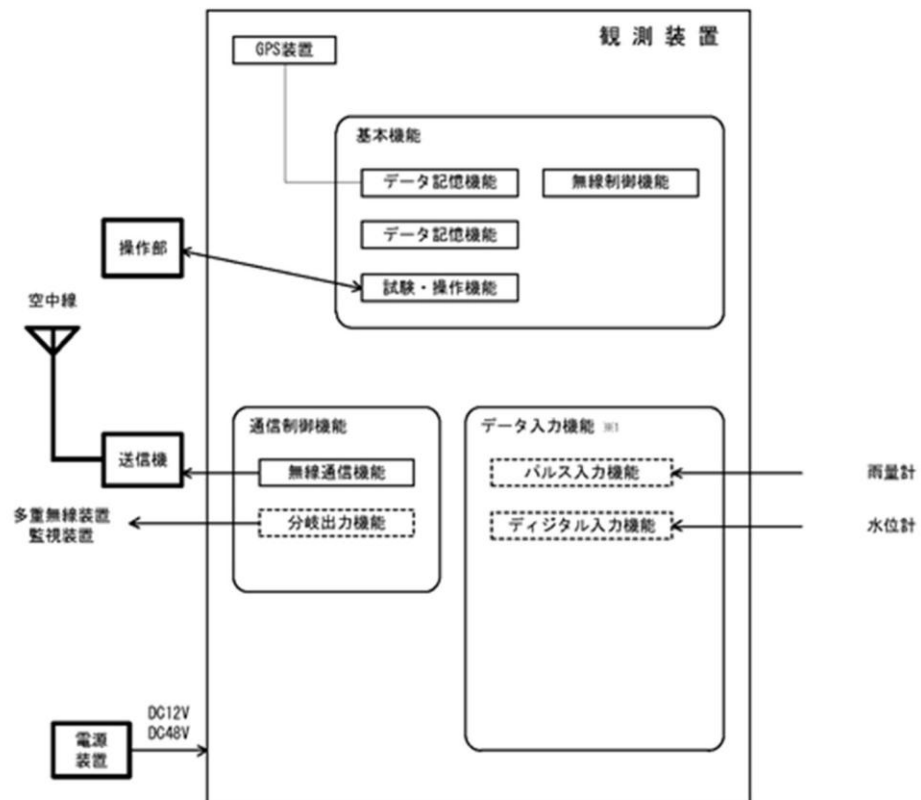 観測装置
GPS装置
基本機能
データ記憶機能
無線制御機能
データ記憶機能
試験・操作機能
操作部
空中線
通信制御機能
無線通信機能
分岐出力機能
送信機
多重無線装置
監視装置
データ入力機能 ※1
パルス入力機能
ディジタル入力機能
雨量計
水位計
DC12V
DC48V
電源
装置